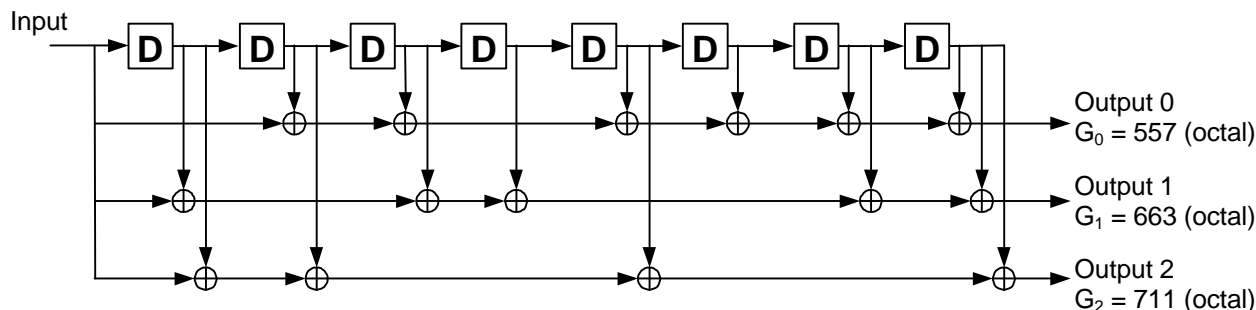 Input
D D D D D D D D
Output 0
G₀ = 557 (octal)
Output 1
G₁ = 663 (octal)
Output 2
G₂ = 711 (octal)